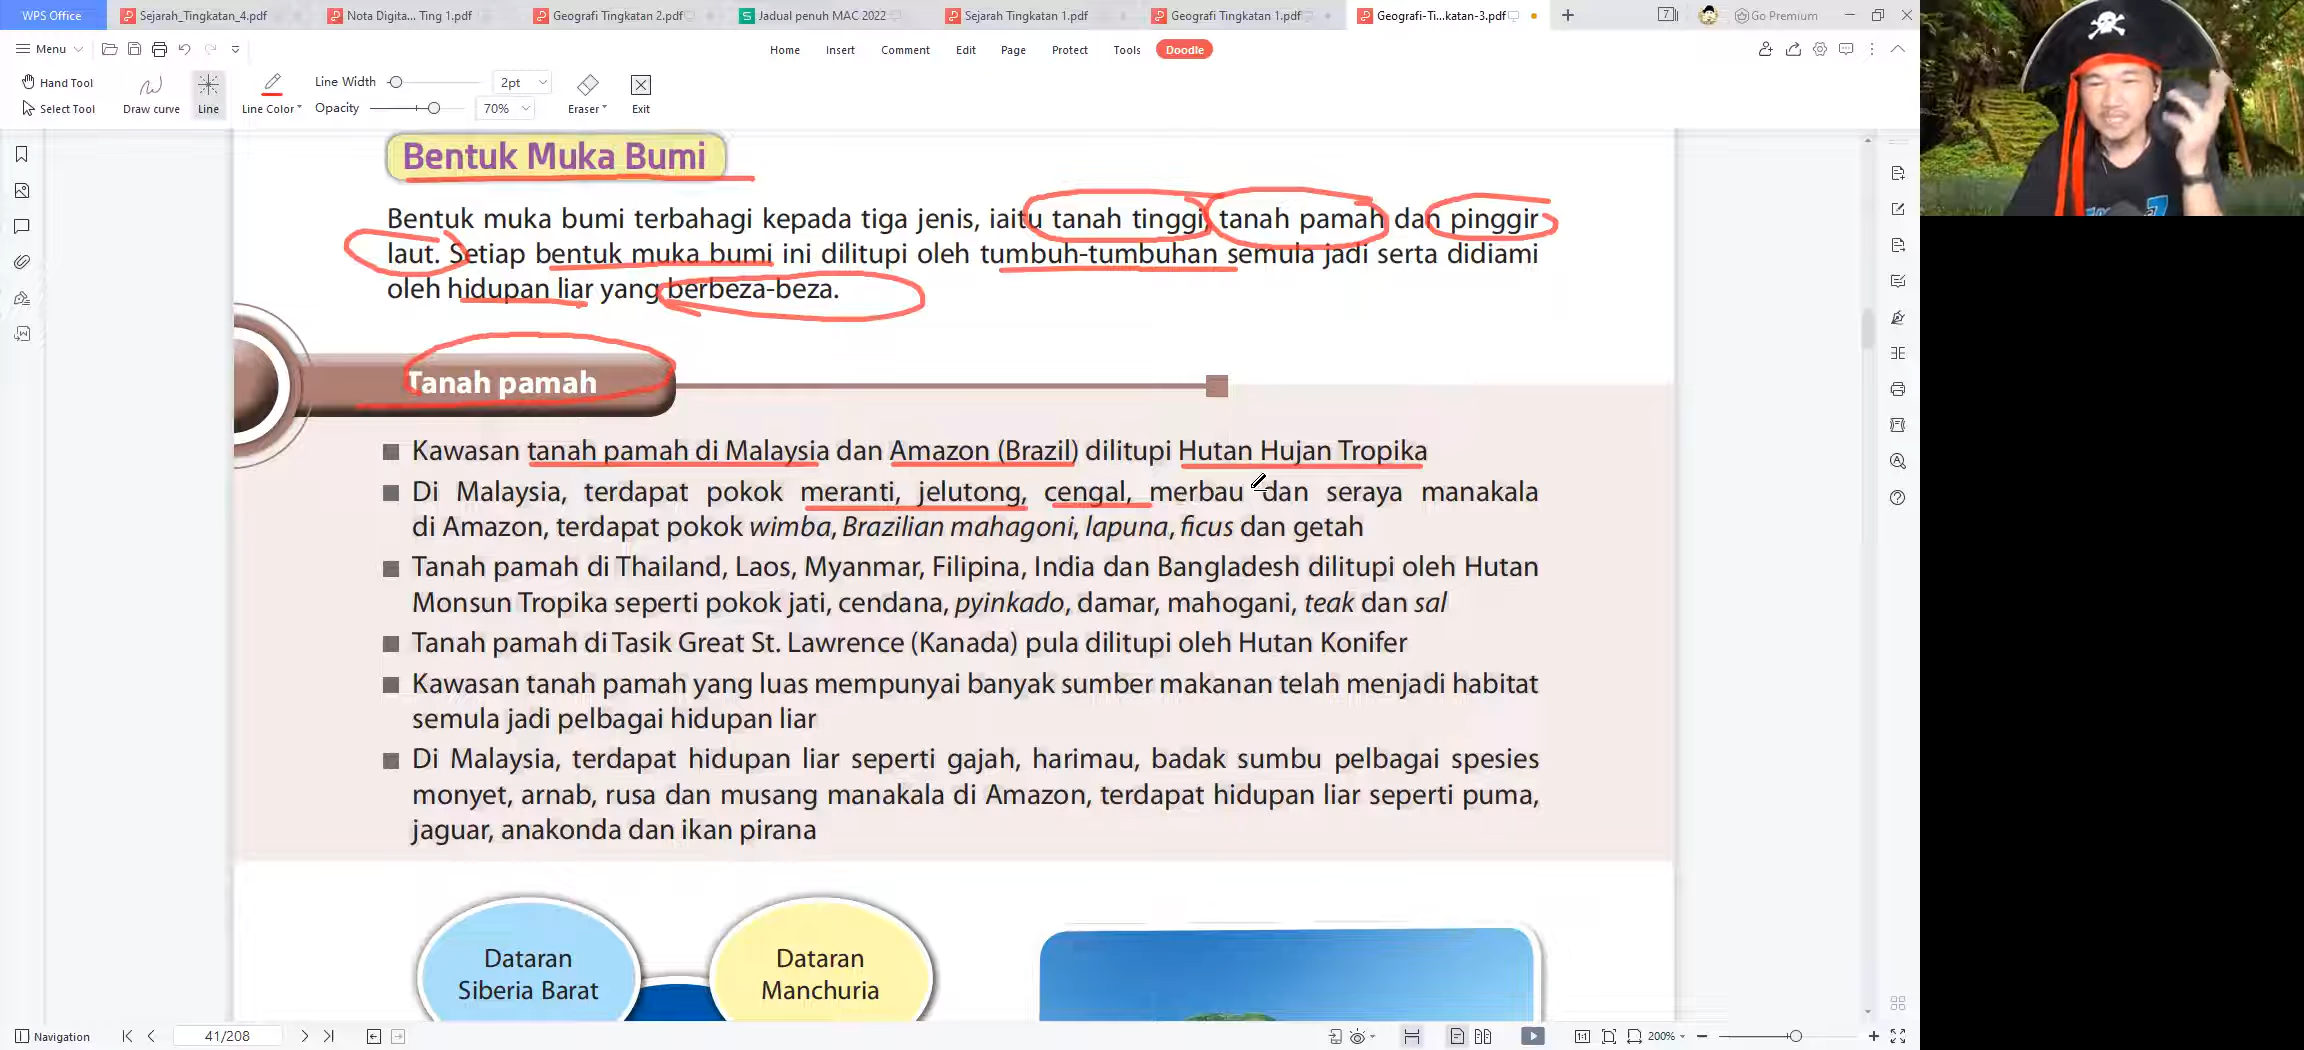 WPS Office Sejarah_Tingkatan_4.pdf Nota Digita... Ting 1.pdf Geografi Tingkatan 2.pdf Jadual penuh MAC 2022 Sejarah Tingkatan 1.pdf Geografi Tingkatan 1.pdf Geografi-Ti...katan-3.pdf 7 Go Premium
Menu Home Insert Comment Edit Page Protect Tools Doodle
Hand Tool Line Width 2pt
Select Tool Draw curve Line Line Color Opacity 70% Eraser Exit
Bentuk Muka Bumi
Bentuk muka bumi terbahagi kepada tiga jenis, iaitu tanah tinggi, tanah pamah dan pinggir
laut. Setiap bentuk muka bumi ini dilitupi oleh tumbuh-tumbuhan semula jadi serta didiami
oleh hidupan liar yang berbeza-beza.
Tanah pamah
Kawasan tanah pamah di Malaysia dan Amazon (Brazil) dilitupi Hutan Hujan Tropika
Di Malaysia, terdapat pokok meranti, jelutong, cengal, merbau dan seraya manakala
di Amazon, terdapat pokok wimba, Brazilian mahagoni, lapuna, ficus dan getah
Tanah pamah di Thailand, Laos, Myanmar, Filipina, India dan Bangladesh dilitupi oleh Hutan
Monsun Tropika seperti pokok jati, cendana, pyinkado, damar, mahogani, teak dan sal
Tanah pamah di Tasik Great St. Lawrence (Kanada) pula dilitupi oleh Hutan Konifer
Kawasan tanah pamah yang luas mempunyai banyak sumber makanan telah menjadi habitat
semula jadi pelbagai hidupan liar
Di Malaysia, terdapat hidupan liar seperti gajah, harimau, badak sumbu pelbagai spesies
monyet, arnab, rusa dan musang manakala di Amazon, terdapat hidupan liar seperti puma,
jaguar, anakonda dan ikan pirana
Dataran
Siberia Barat
Dataran
Manchuria
Navigation 41/208 1:1 200%